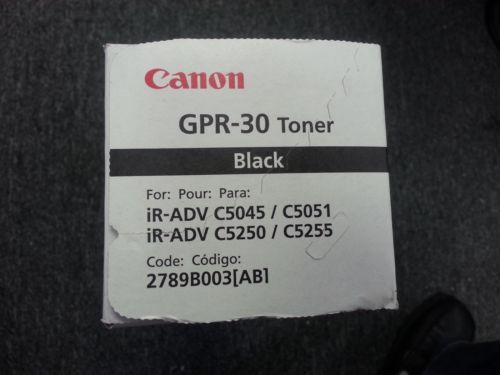 Canon
GPR-30 Toner
Black
For: Pour: Para:
iR-ADV C5045 / C5051
iR-ADV C5250 / C5255
Code: Código:
2789B003[AB]